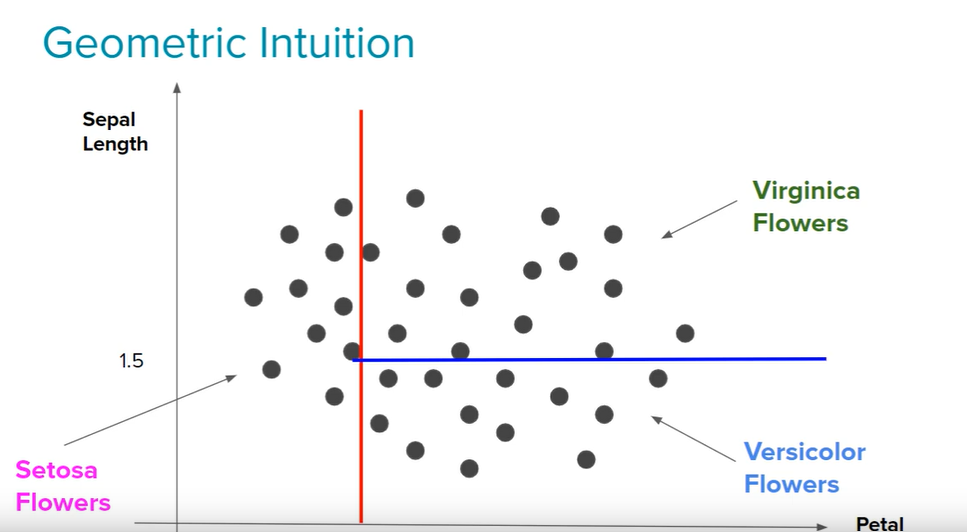 Geometric Intuition
Sepal
Length
Virginica
Flowers
1.5
Setosa
Flowers
Versicolor
Flowers
Petal